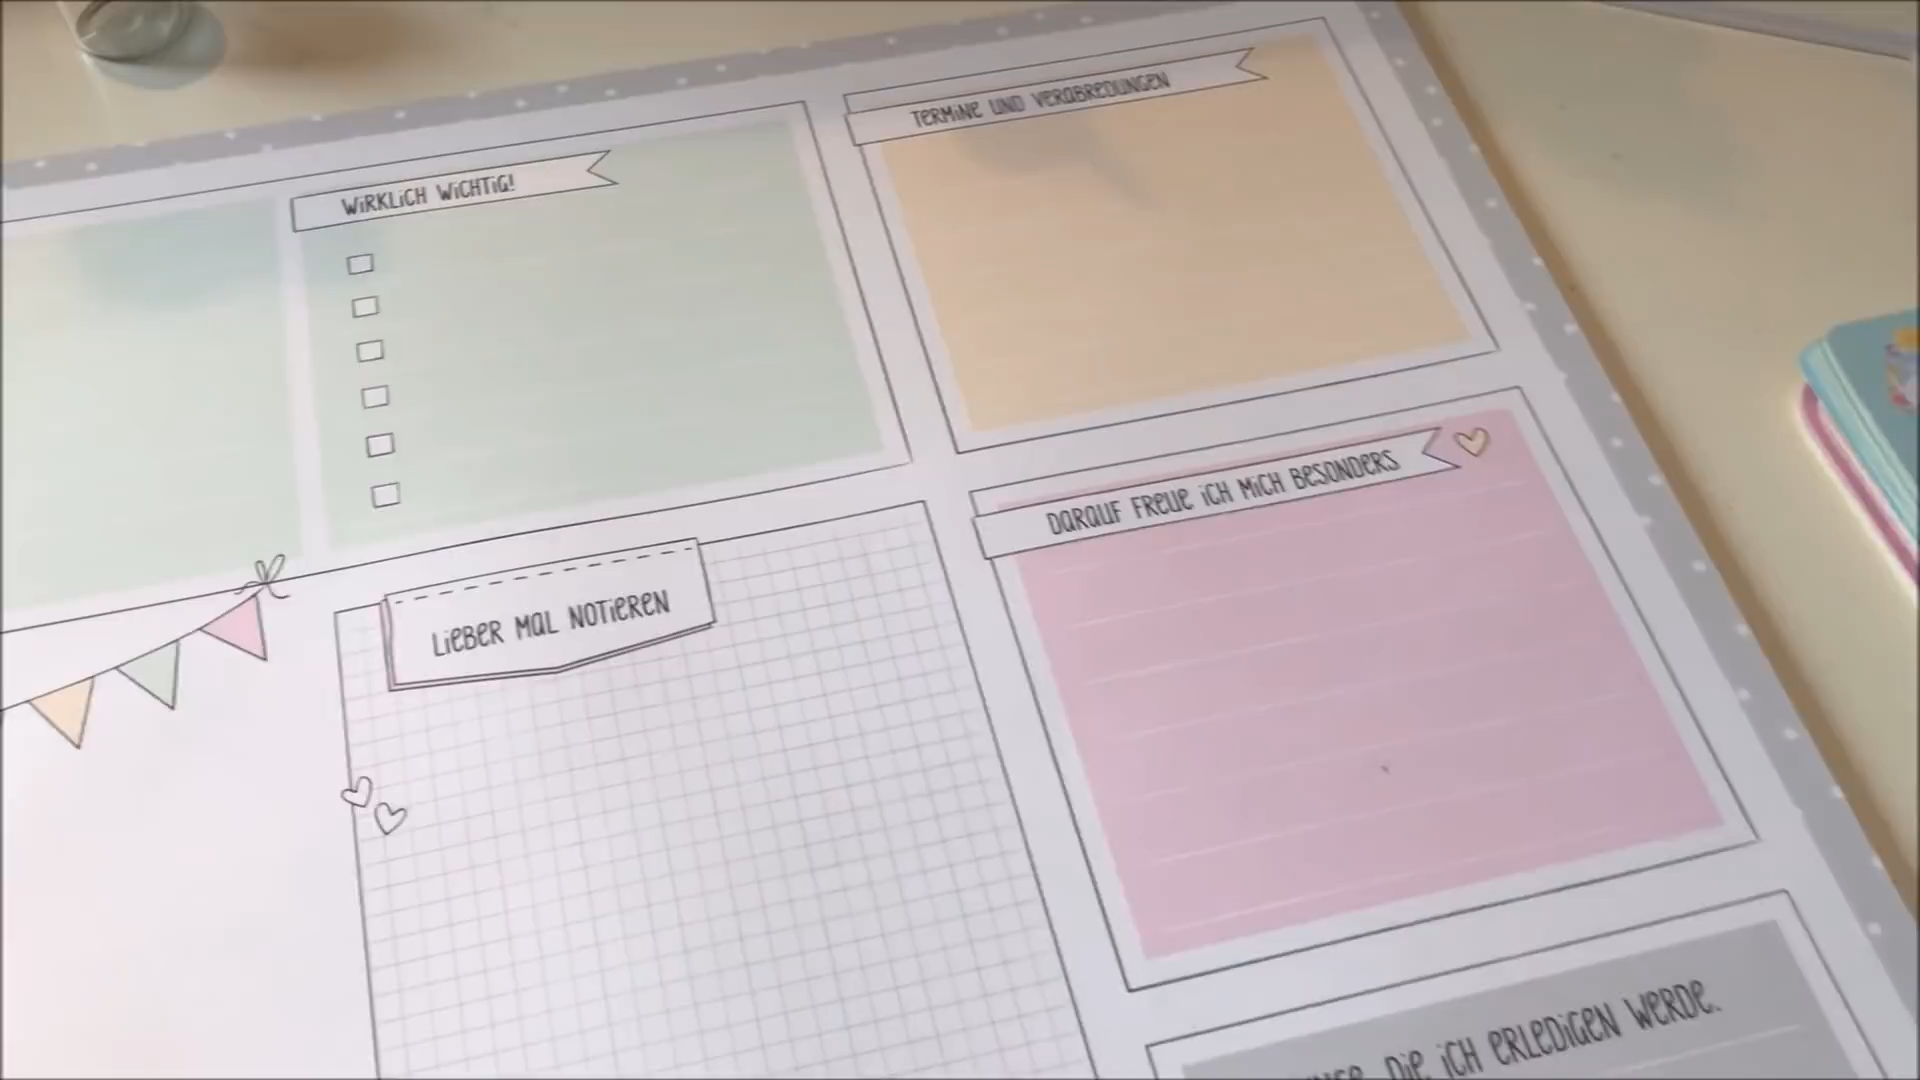 WiRKLiCH WiCHTiG!
TERMiNE UND VERABREDUNGEN
LiEBER MAL NOTiEREN
DARAUF FREUE iCH MiCH BESONDERS
DIE iCH ERLEDiGEN WERDE.